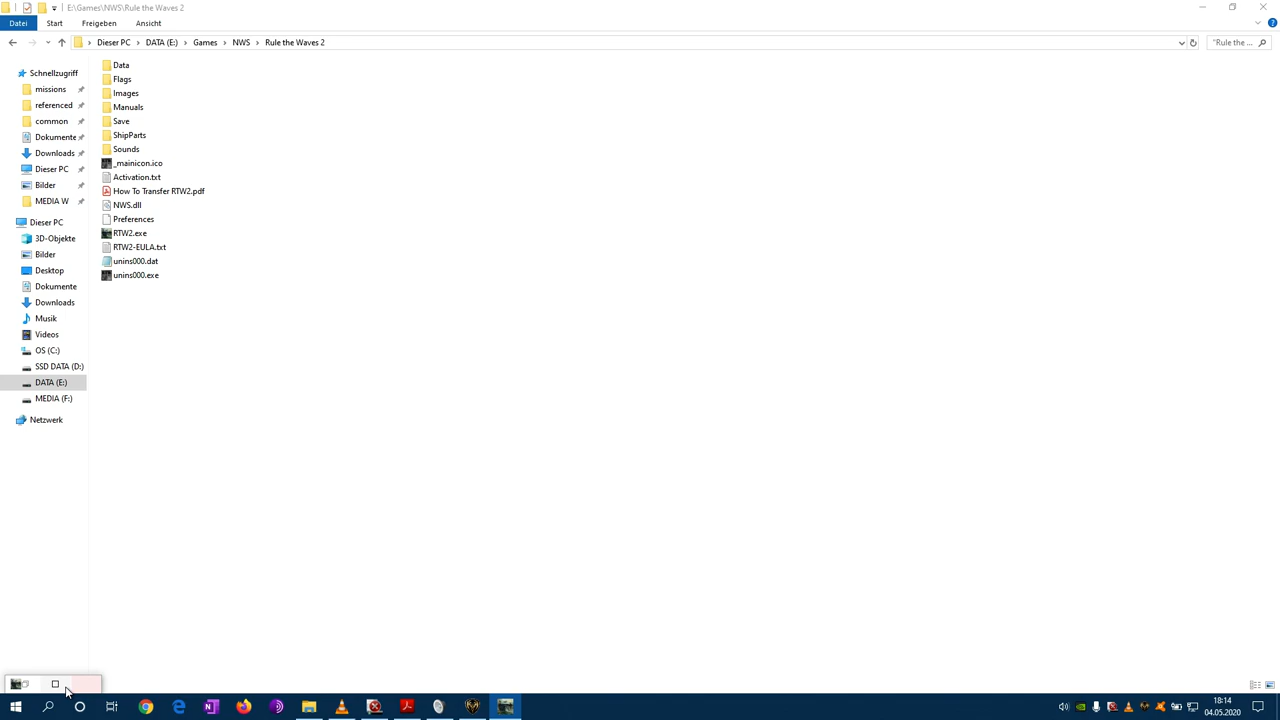 E:\Games\NWS\Rule the Waves 2
Datei Start Freigeben Ansicht
Dieser PC DATA (E:) Games NWS Rule the Waves 2 "Rule the ...
Schnellzugriff
missions
referenced
common
Dokumente
Downloads
Dieser PC
Bilder
MEDIA W
Dieser PC
3D-Objekte
Bilder
Desktop
Dokumente
Downloads
Musik
Videos
OS (C:)
SSD DATA (D:)
DATA (E:)
MEDIA (F:)
Netzwerk
Data
Flags
Images
Manuals
Save
ShipParts
Sounds
_mainicon.ico
Activation.txt
How To Transfer RTW2.pdf
NWS.dll
Preferences
RTW2.exe
RTW2-EULA.txt
unins000.dat
unins000.exe
18:14
04.05.2020